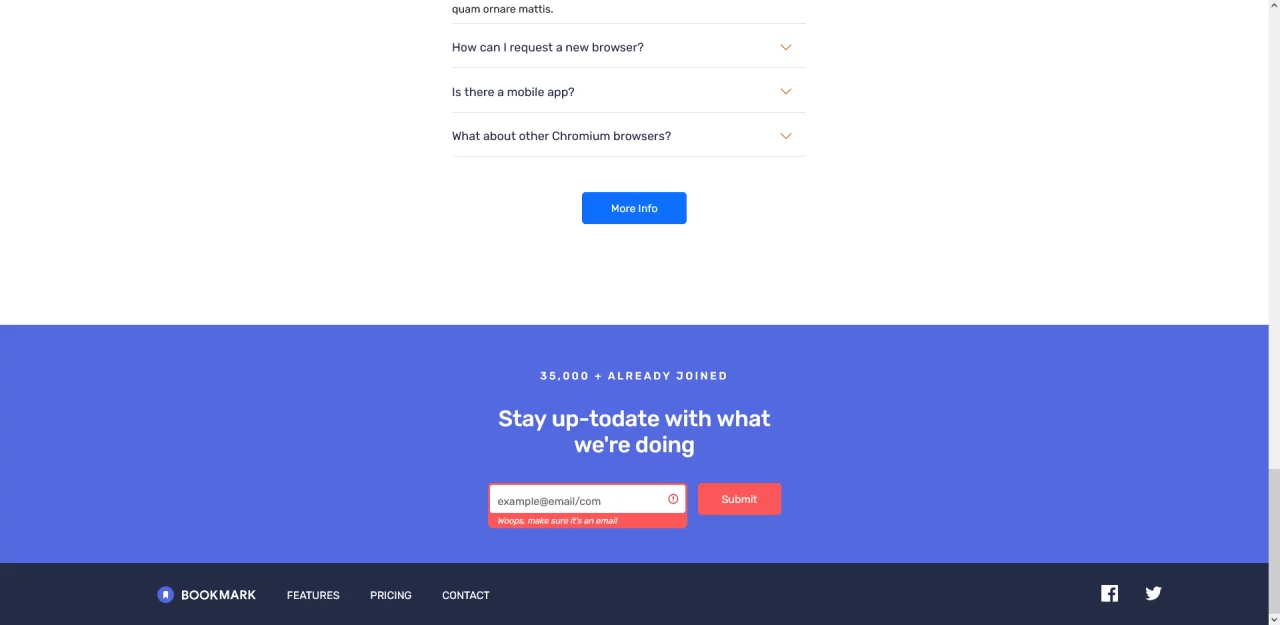 quam ornare mattis.
How can I request a new browser?
Is there a mobile app?
What about other Chromium browsers?
More Info
35,000 + ALREADY JOINED
Stay up-todate with what
we're doing
example@email/com
Submit
Woops, make sure it's an email
BOOKMARK FEATURES PRICING CONTACT